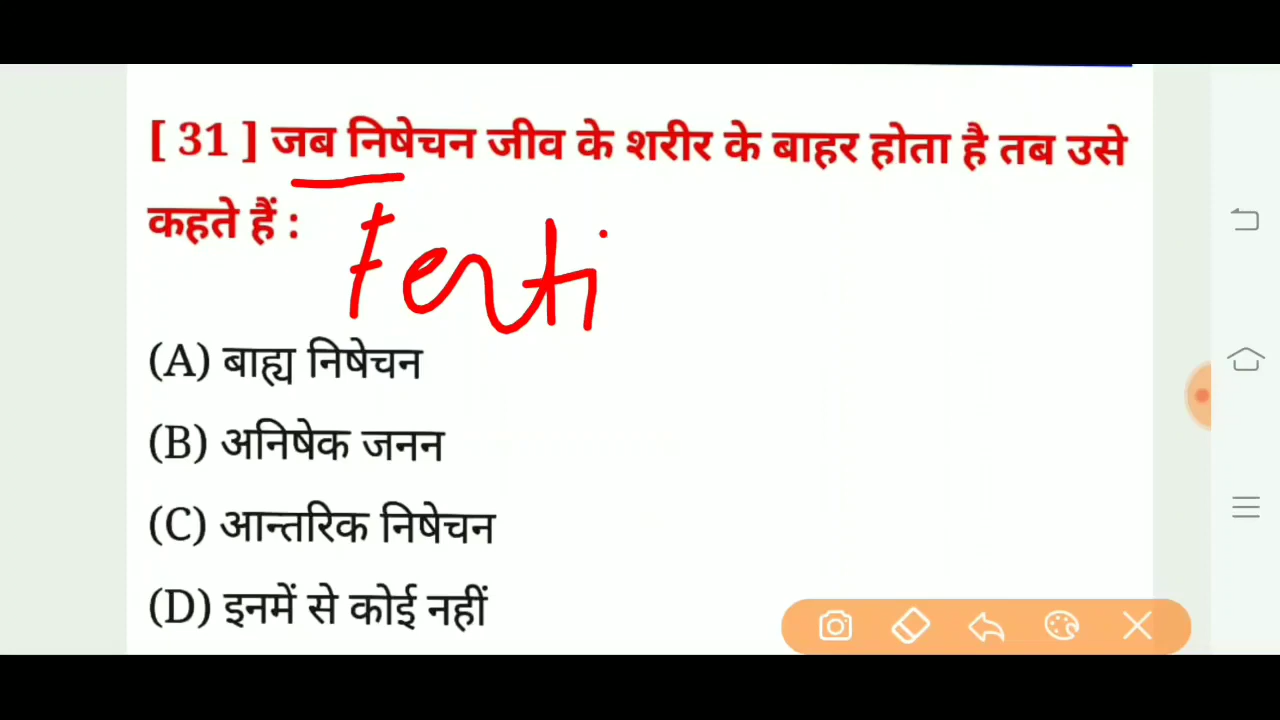 [ 31 ] जब निषेचन जीव के शरीर के बाहर होता है तब उसे
कहते हैं :
Ferti
(A) बाह्य निषेचन
(B) अनिषेक जनन
(C) आन्तरिक निषेचन
(D) इनमें से कोई नहीं